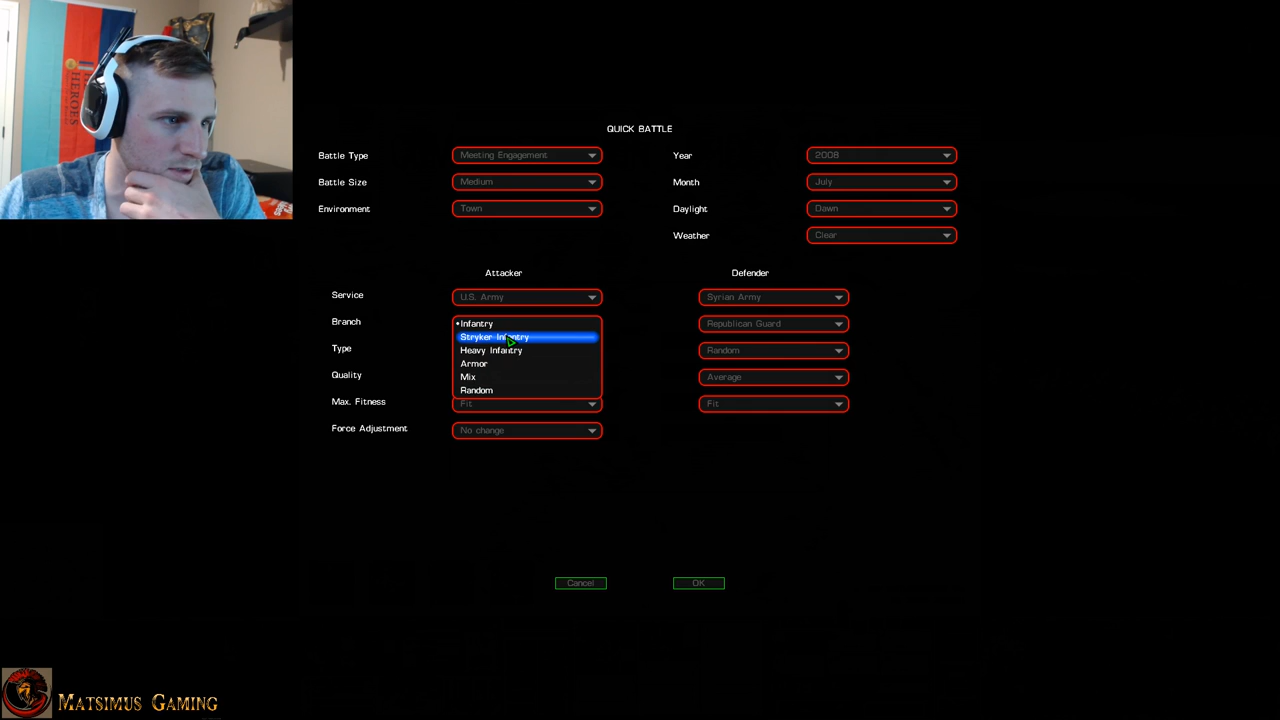 HEROES
QUICK BATTLE
Battle Type
Meeting Engagement
Year
2008
Battle Size
Medium
Month
July
Environment
Town
Daylight
Dawn
Weather
Clear
Attacker
Defender
Service
U.S. Army
Syrian Army
Branch
Infantry
Republican Guard
Stryker Infantry
Type
Heavy Infantry
Random
Armor
Quality
Mix
Average
Random
Max. Fitness
Fit
Fit
Force Adjustment
No change
Cancel
OK
MATSIMUS GAMING